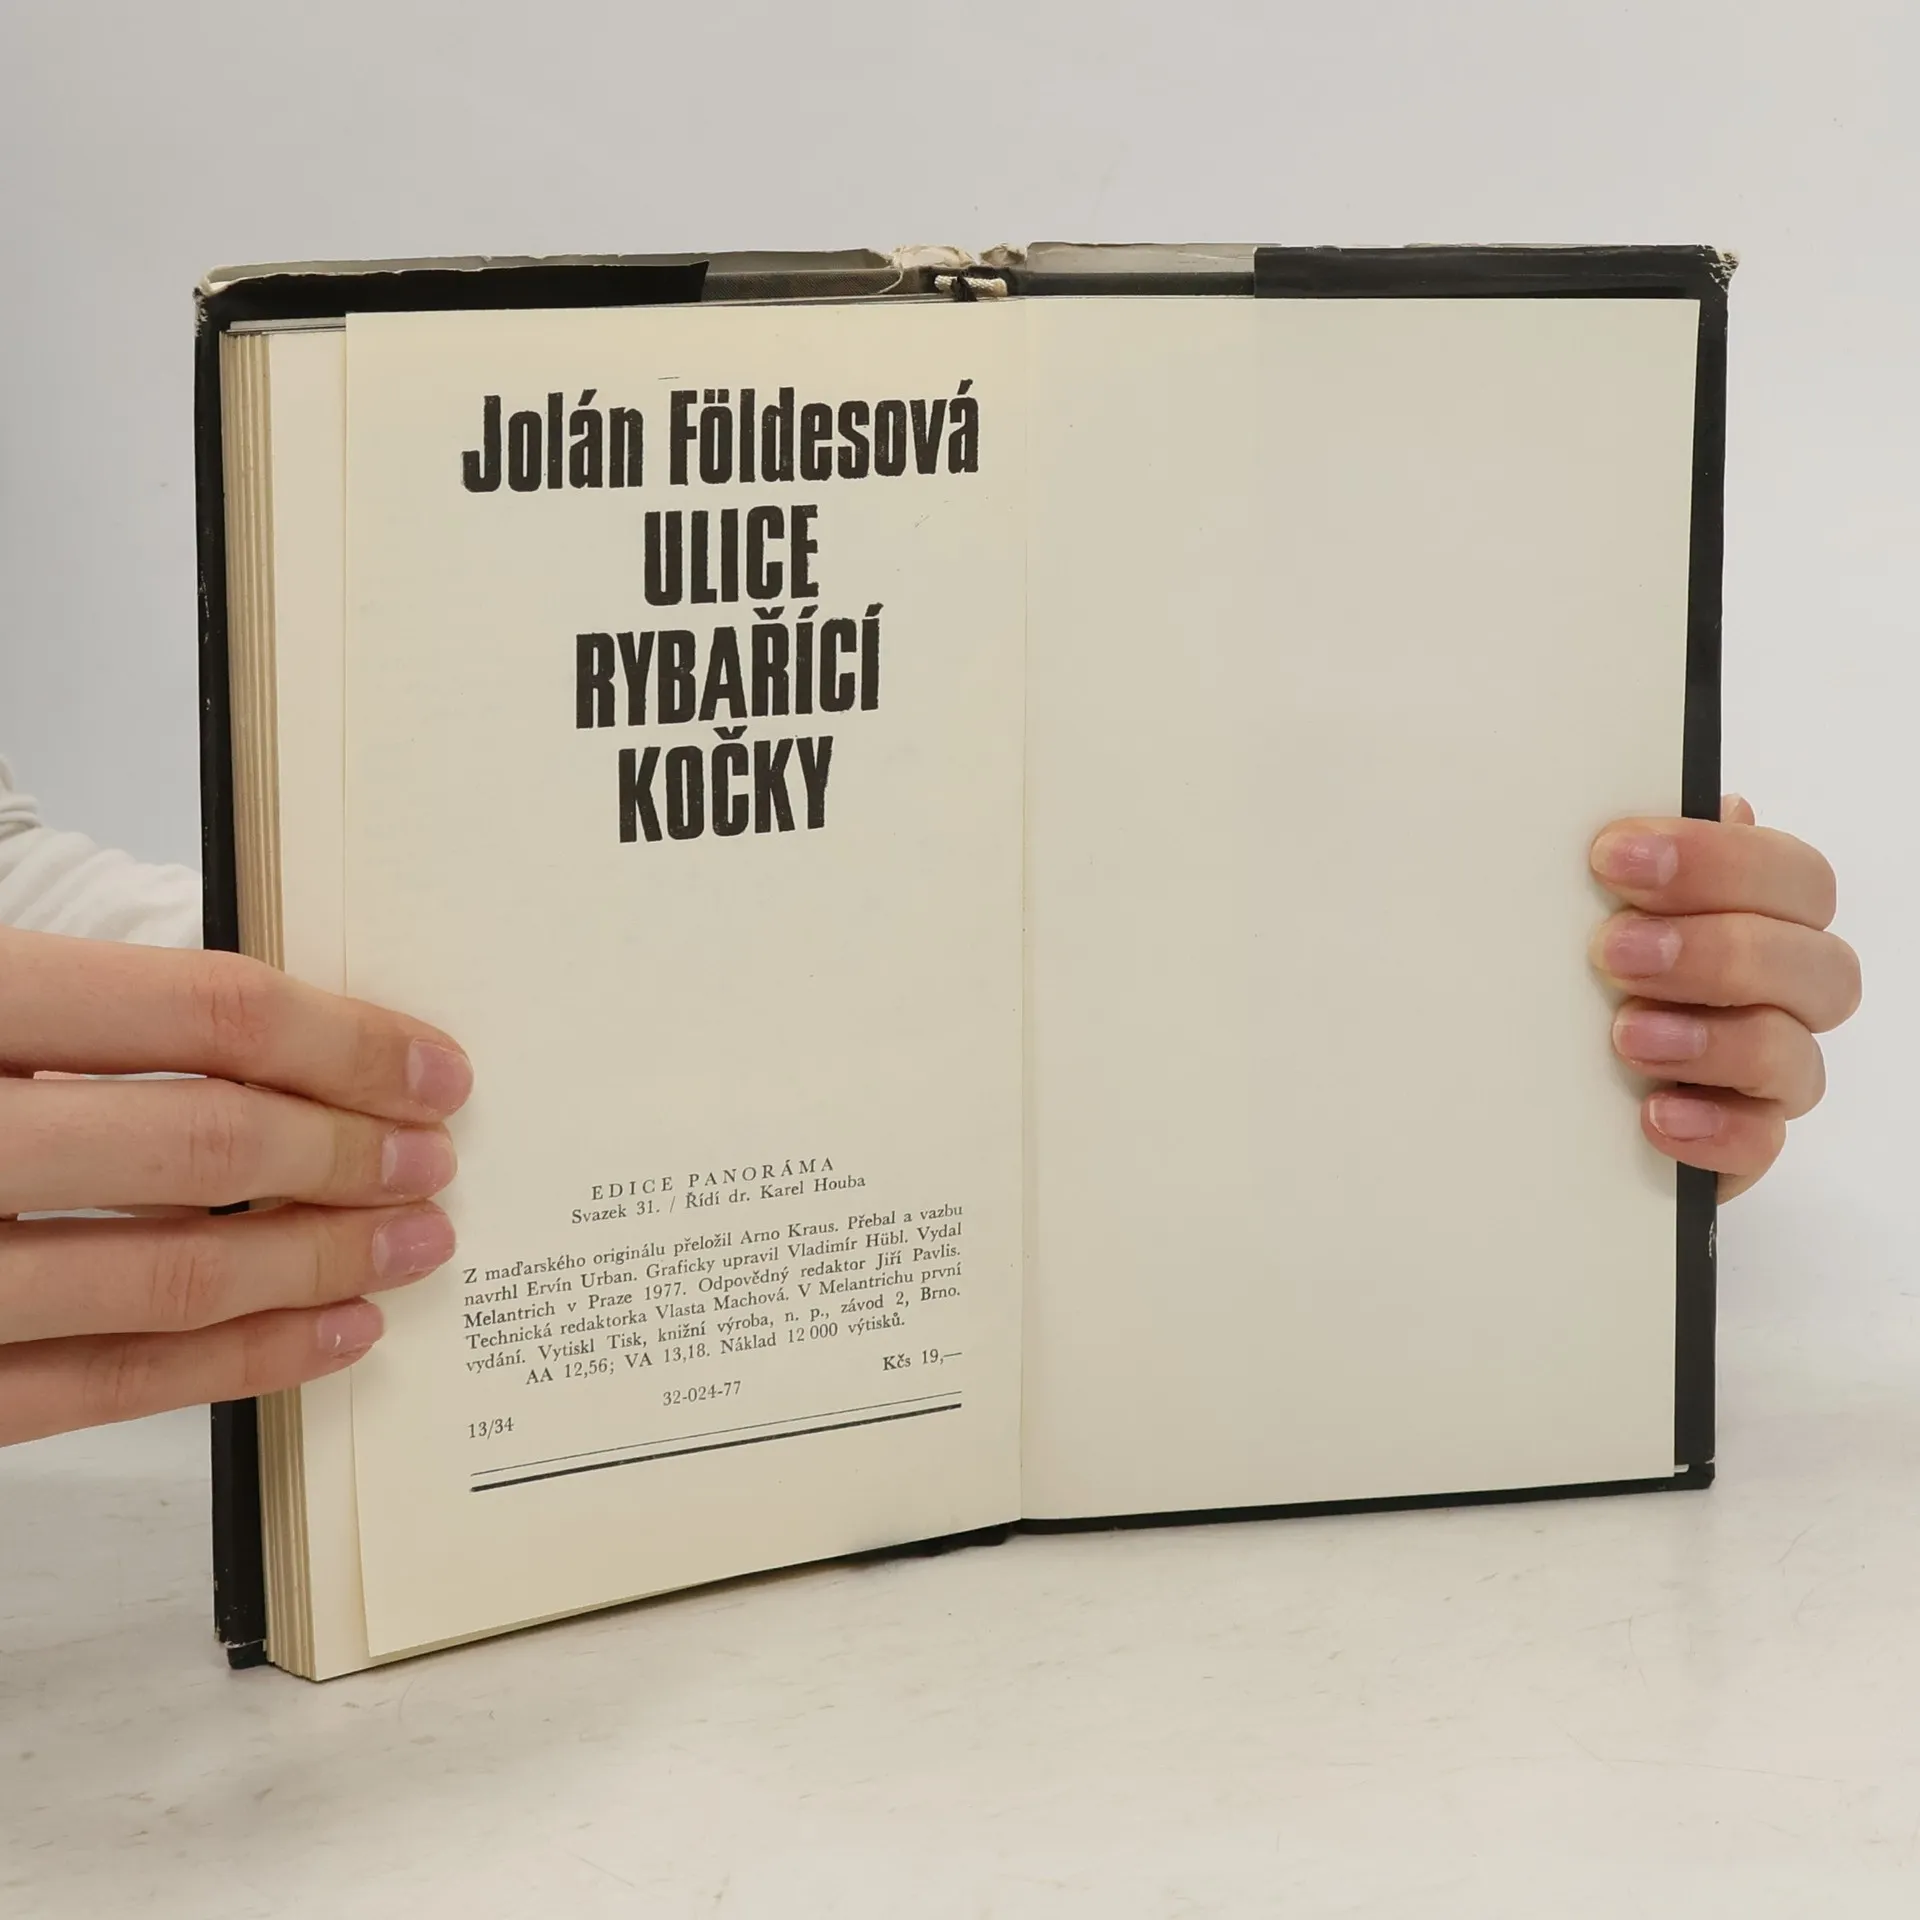 Jolán Földesová
ULICE
RYBAŘÍCÍ
KOČKY
EDICE PANORÁMA
Svazek 31. / Řídí dr. Karel Houba
Z maďarského originálu přeložil Arno Kraus. Přebal a vazbu
navrhl Ervín Urban. Graficky upravil Vladimír Hübl. Vydal
Melantrich v Praze 1977. Odpovědný redaktor Jiří Pavlis.
Technická redaktorka Vlasta Machová. V Melantrichu první
vydání. Vytiskl Tisk, knižní výroba, n. p., závod 2, Brno.
AA 12,56; VA 13,18. Náklad 12 000 výtisků.
Kčs 19,—
32-024-77
13/34